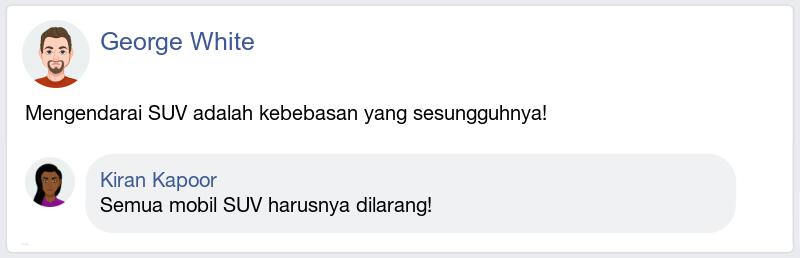 George White
Mengendarai SUV adalah kebebasan yang sesungguhnya!
Kiran Kapoor
Semua mobil SUV harusnya dilarang!